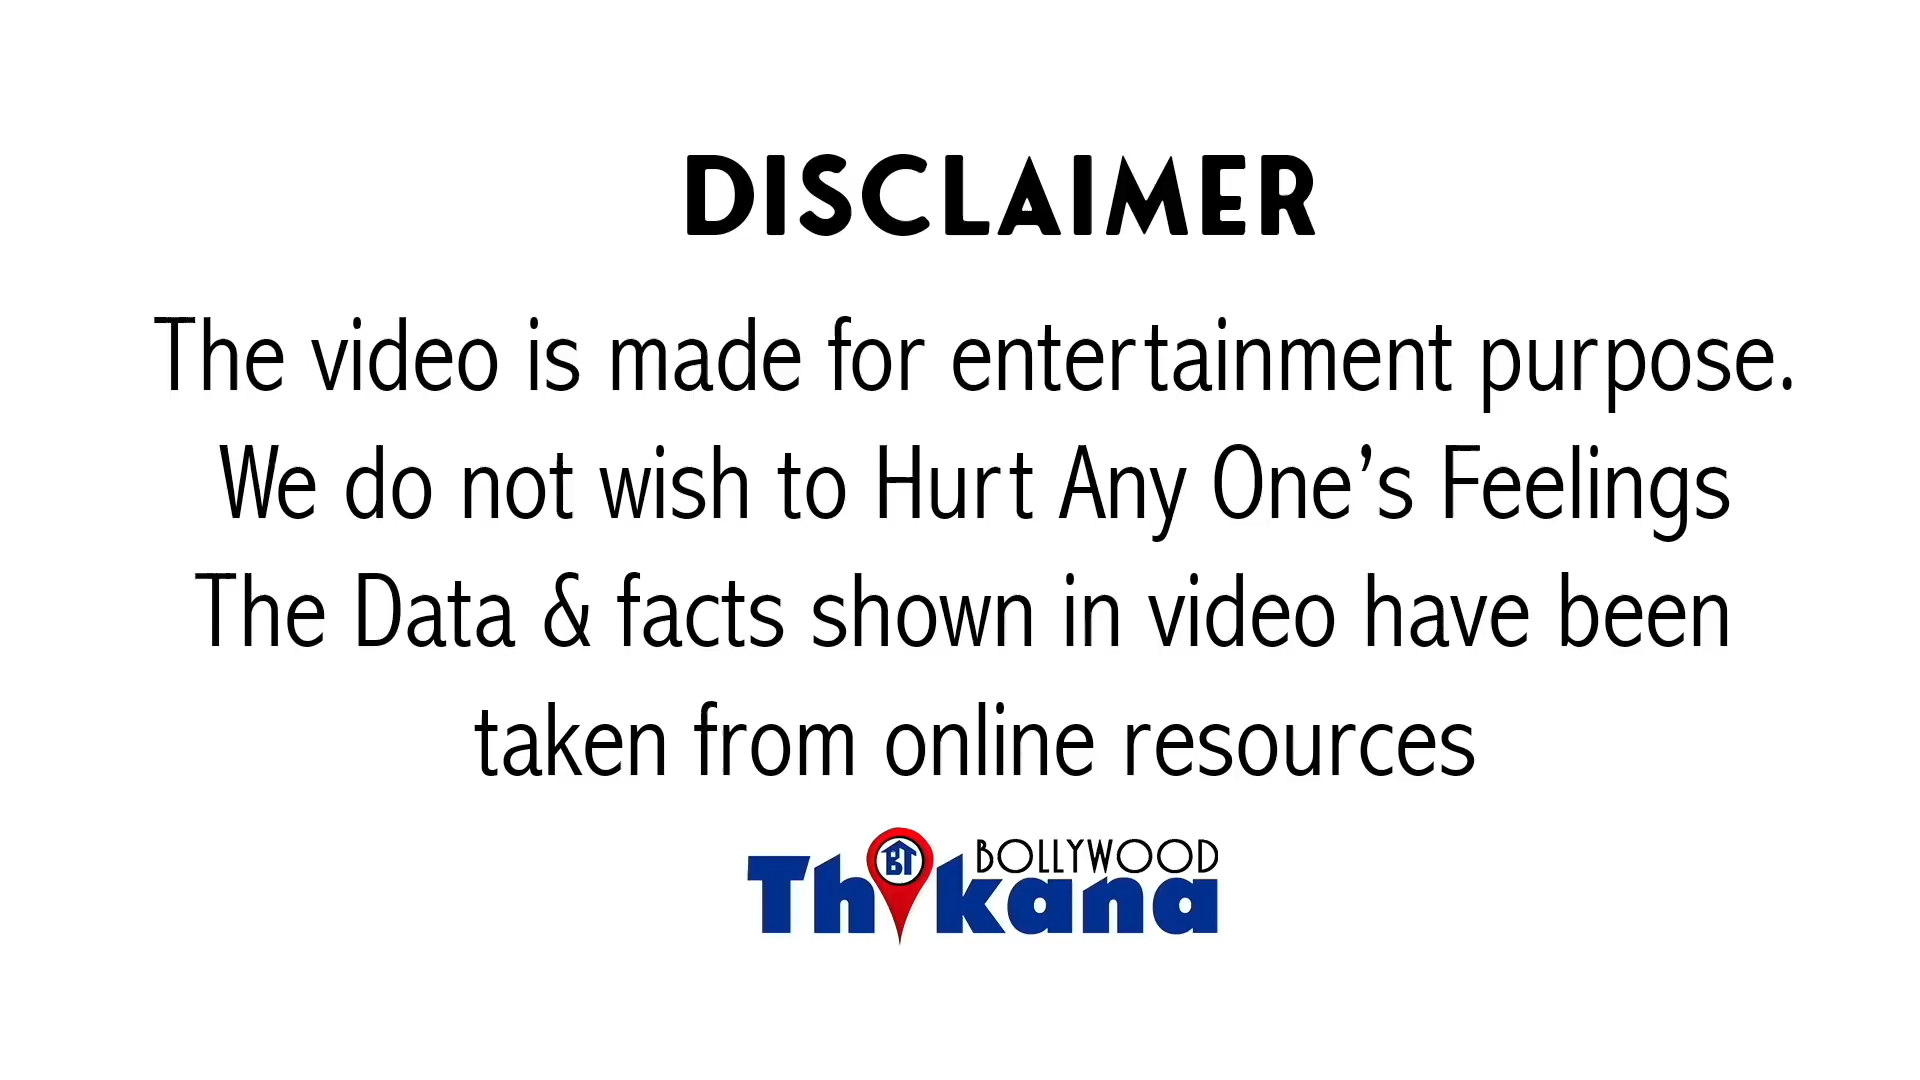 DISCLAIMER
The video is made for entertainment purpose.
We do not wish to Hurt Any One’s Feelings
The Data & facts shown in video have been
taken from online resources
BT BOLLYWOOD
Thikana